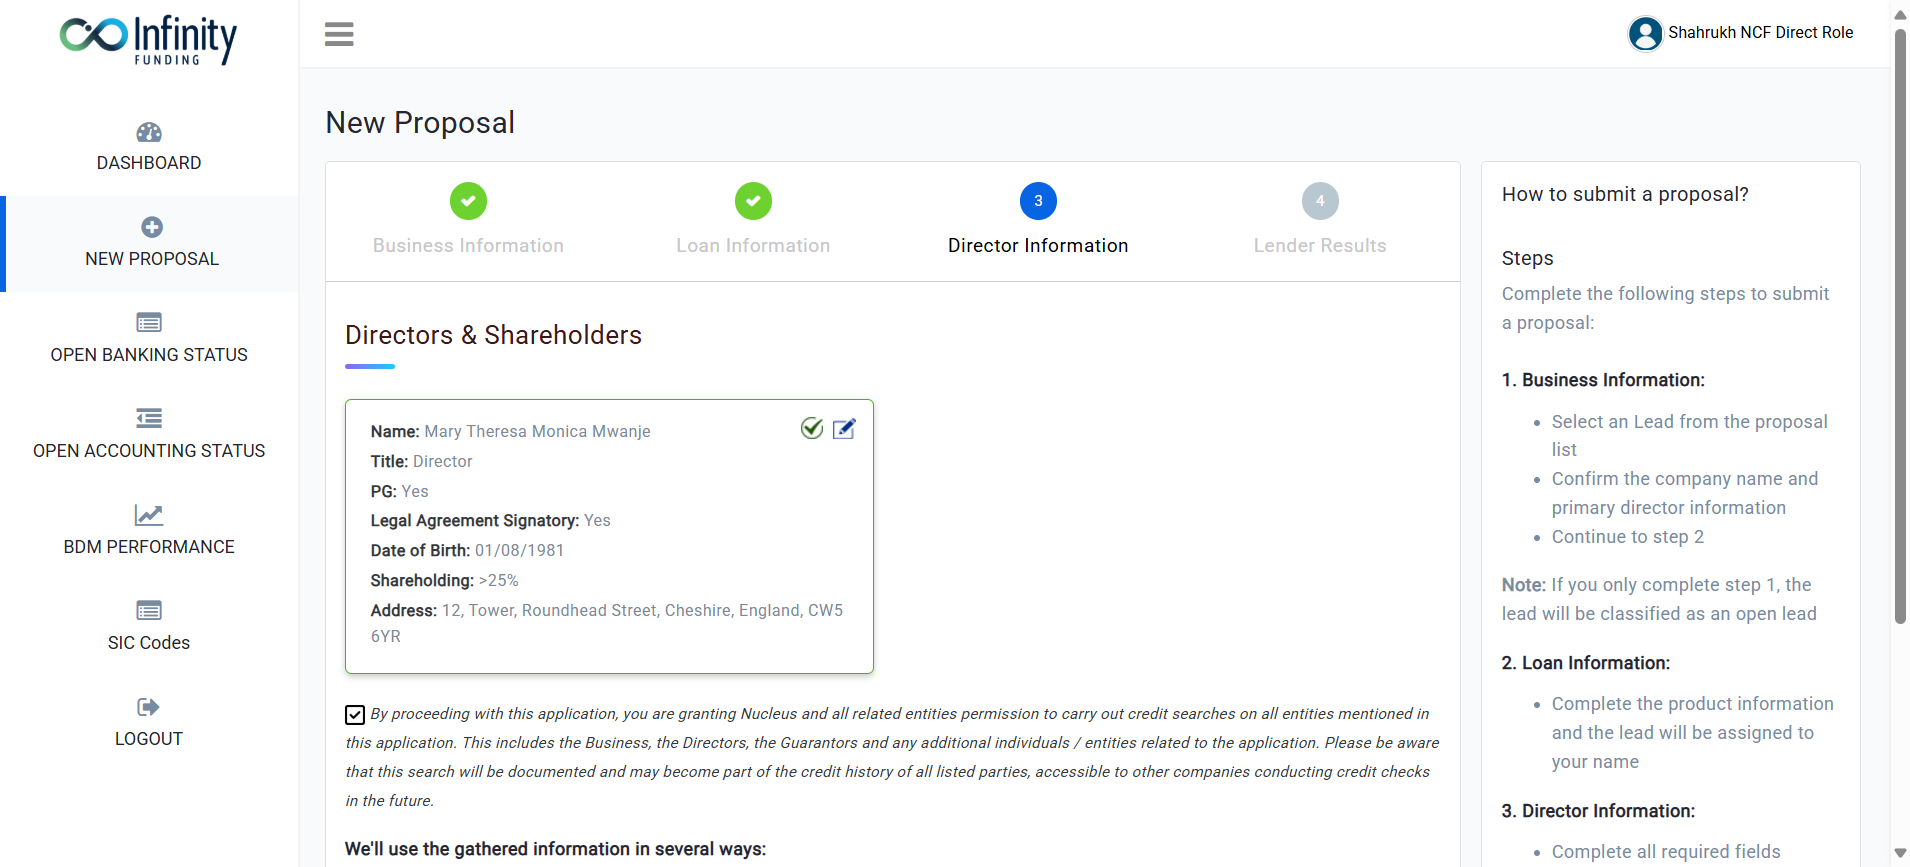 Infinity
FUNDING
Shahrukh NCF Direct Role
DASHBOARD
NEW PROPOSAL
OPEN BANKING STATUS
OPEN ACCOUNTING STATUS
BDM PERFORMANCE
SIC Codes
LOGOUT
New Proposal
Business Information
Loan Information
3
Director Information
4
Lender Results
Directors & Shareholders
Name: Mary Theresa Monica Mwanje
Title: Director
PG: Yes
Legal Agreement Signatory: Yes
Date of Birth: 01/08/1981
Shareholding: >25%
Address: 12, Tower, Roundhead Street, Cheshire, England, CW5
6YR
By proceeding with this application, you are granting Nucleus and all related entities permission to carry out credit searches on all entities mentioned in
this application. This includes the Business, the Directors, the Guarantors and any additional individuals / entities related to the application. Please be aware
that this search will be documented and may become part of the credit history of all listed parties, accessible to other companies conducting credit checks
in the future.
We'll use the gathered information in several ways:
How to submit a proposal?
Steps
Complete the following steps to submit
a proposal:
1. Business Information:
• Select an Lead from the proposal
list
• Confirm the company name and
primary director information
• Continue to step 2
Note: If you only complete step 1, the
lead will be classified as an open lead
2. Loan Information:
• Complete the product information
and the lead will be assigned to
your name
3. Director Information:
• Complete all required fields